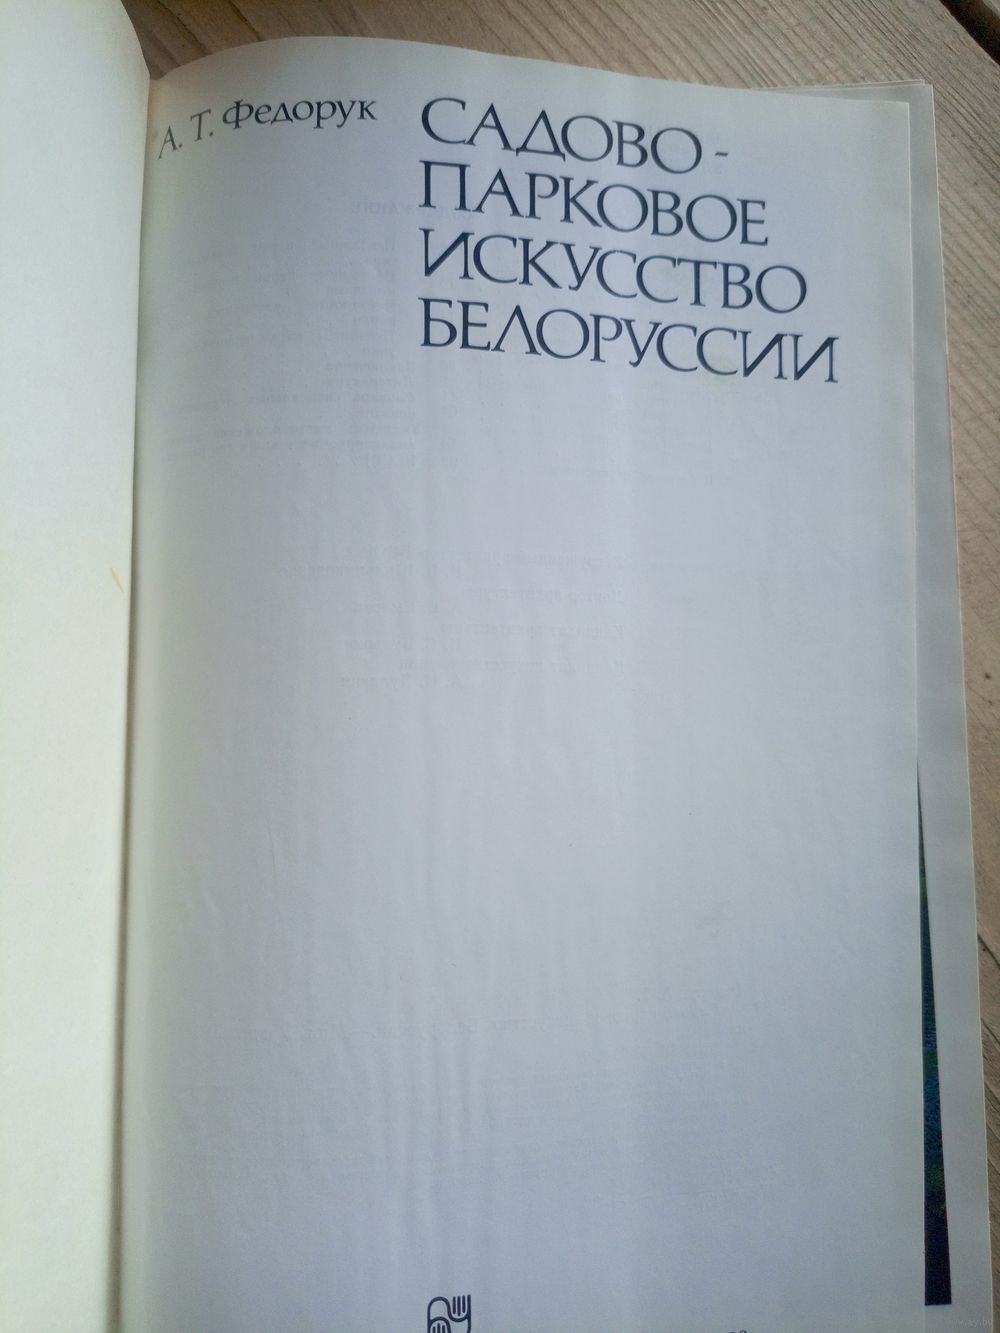 А. Т. Федорук
САДОВО-
ПАРКОВОЕ
ИСКУССТВО
БЕЛОРУССИИ